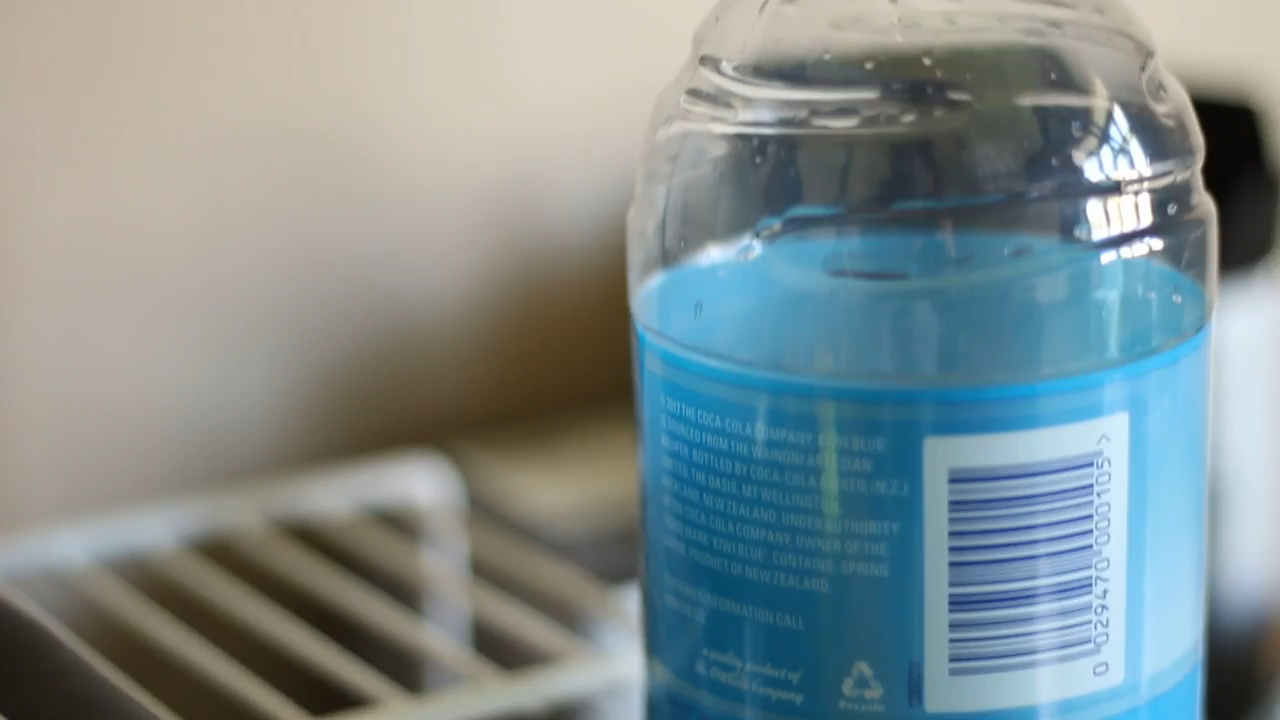 © 2012 THE COCA-COLA COMPANY. KIWI BLUE
IS SOURCED FROM THE WAINONI ARTESIAN
AQUIFER. BOTTLED BY COCA-COLA AMATIL (N.Z.)
LIMITED, THE OASIS, MT WELLINGTON,
AUCKLAND, NEW ZEALAND, UNDER AUTHORITY
OF THE COCA-COLA COMPANY, OWNER OF THE
TRADE MARK 'KIWI BLUE'. CONTAINS: SPRING
PRODUCT OF NEW ZEALAND.
INFORMATION CALL
a quality product of
The Coca-Cola Company
Recycle
0 029470 000105 >